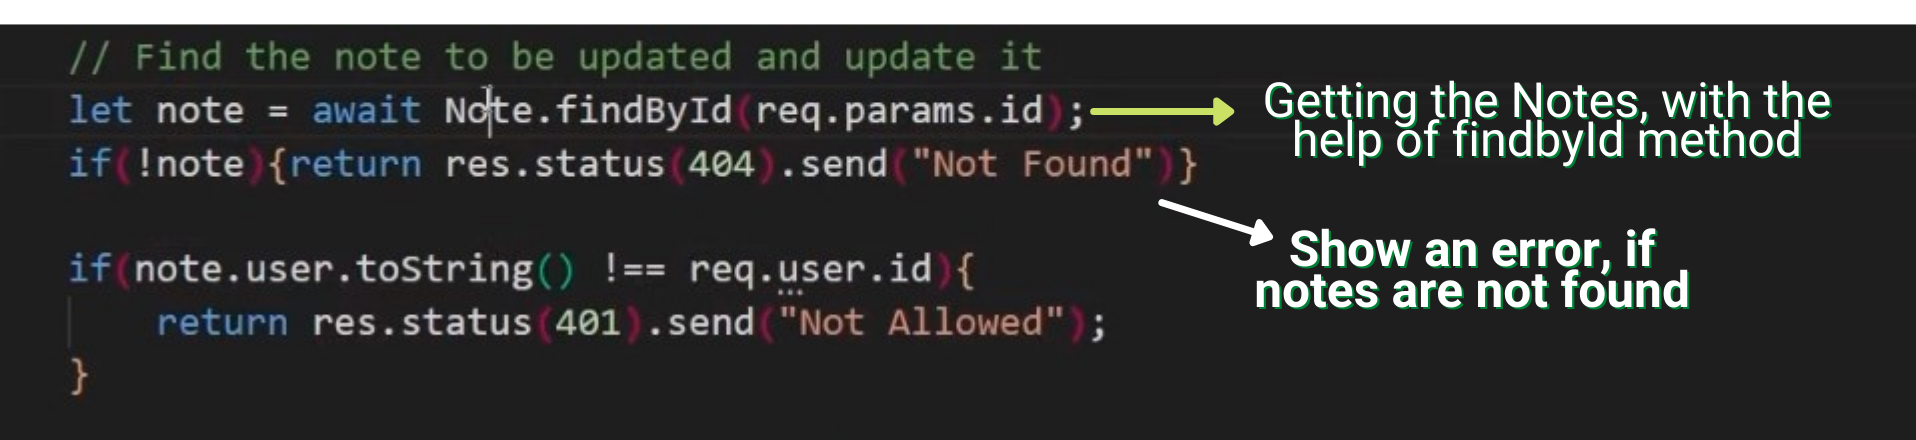 // Find the note to be updated and update it
let note = await Note.findById(req.params.id);
if(!note){return res.status(404).send("Not Found")}
if(note.user.toString() !== req.user.id){
return res.status(401).send("Not Allowed");
}
Getting the Notes, with the
help of findbyId method
Show an error, if
notes are not found